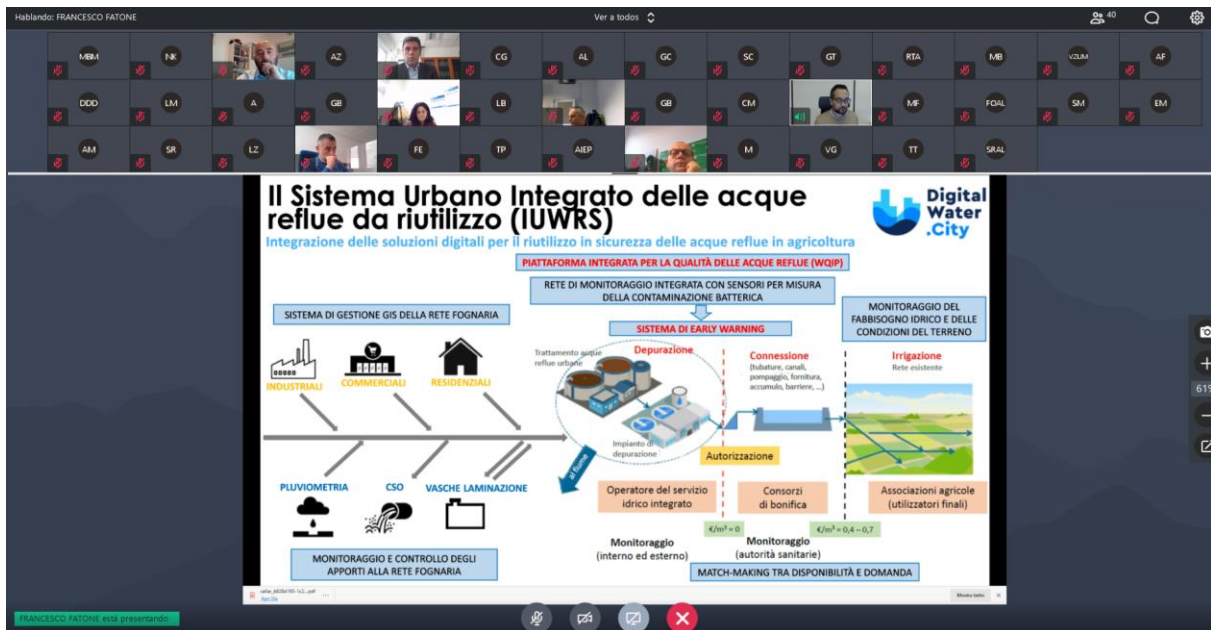 Hablando: FRANCESCO FATONE
Ver a todos
40
MBM
NK
AZ
CG
AL
GC
SC
GT
RTA
MB
VZUM
AF
DDD
LM
A
GB
LB
GB
CM
MF
FOAL
SM
EM
AM
SR
LZ
FE
TP
AIEP
M
VG
TT
SRAL
Il Sistema Urbano Integrato delle acque
reflue da riutilizzo (IUWRS)
Integrazione delle soluzioni digitali per il riutilizzo in sicurezza delle acque reflue in agricoltura
Digital
Water
.City
PIATTAFORMA INTEGRATA PER LA QUALITÀ DELLE ACQUE REFLUE (WQIP)
RETE DI MONITORAGGIO INTEGRATA CON SENSORI PER MISURA
DELLA CONTAMINAZIONE BATTERICA
SISTEMA DI GESTIONE GIS DELLA RETE FOGNARIA
SISTEMA DI EARLY WARNING
MONITORAGGIO DEL
FABBISOGNO IDRICO E DELLE
CONDIZIONI DEL TERRENO
INDUSTRIALI
COMMERCIALI
RESIDENZIALI
Trattamento acque
reflue urbane
Depurazione
Connessione
(tubature, canali,
pompaggio, fornitura,
accumulo, barriere, ...)
Irrigazione
Rete esistente
Impianto di
depurazione
al fiume
Autorizzazione
PLUVIOMETRIA
CSO
VASCHE LAMINAZIONE
Operatore del servizio
idrico integrato
Consorzi
di bonifica
Associazioni agricole
(utilizzatori finali)
€/m³ = 0
€/m³ = 0,4 – 0,7
Monitoraggio
(interno ed esterno)
Monitoraggio
(autorità sanitarie)
MONITORAGGIO E CONTROLLO DEGLI
APPORTI ALLA RETE FOGNARIA
MATCH-MAKING TRA DISPONIBILITÀ E DOMANDA
Mostra tutto
61%
FRANCESCO FATONE está presentando